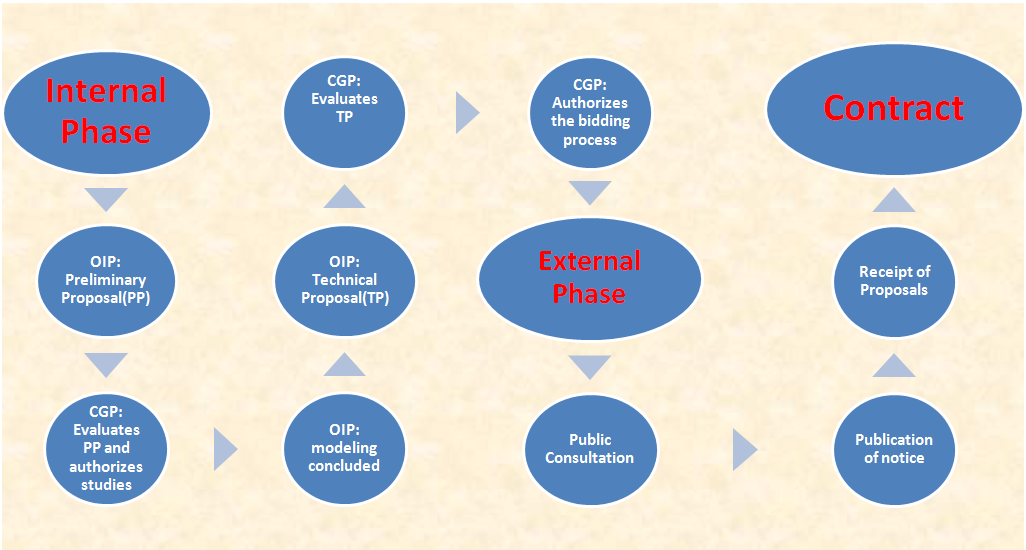 Internal
Phase
OIP:
Preliminary
Proposal(PP)
CGP:
Evaluates
PP and
authorizes
studies
OIP:
modeling
concluded
OIP:
Technical
Proposal(TP)
CGP:
Evaluates
TP
CGP:
Authorizes
the bidding
process
External
Phase
Public
Consultation
Publication
of notice
Receipt of
Proposals
Contract